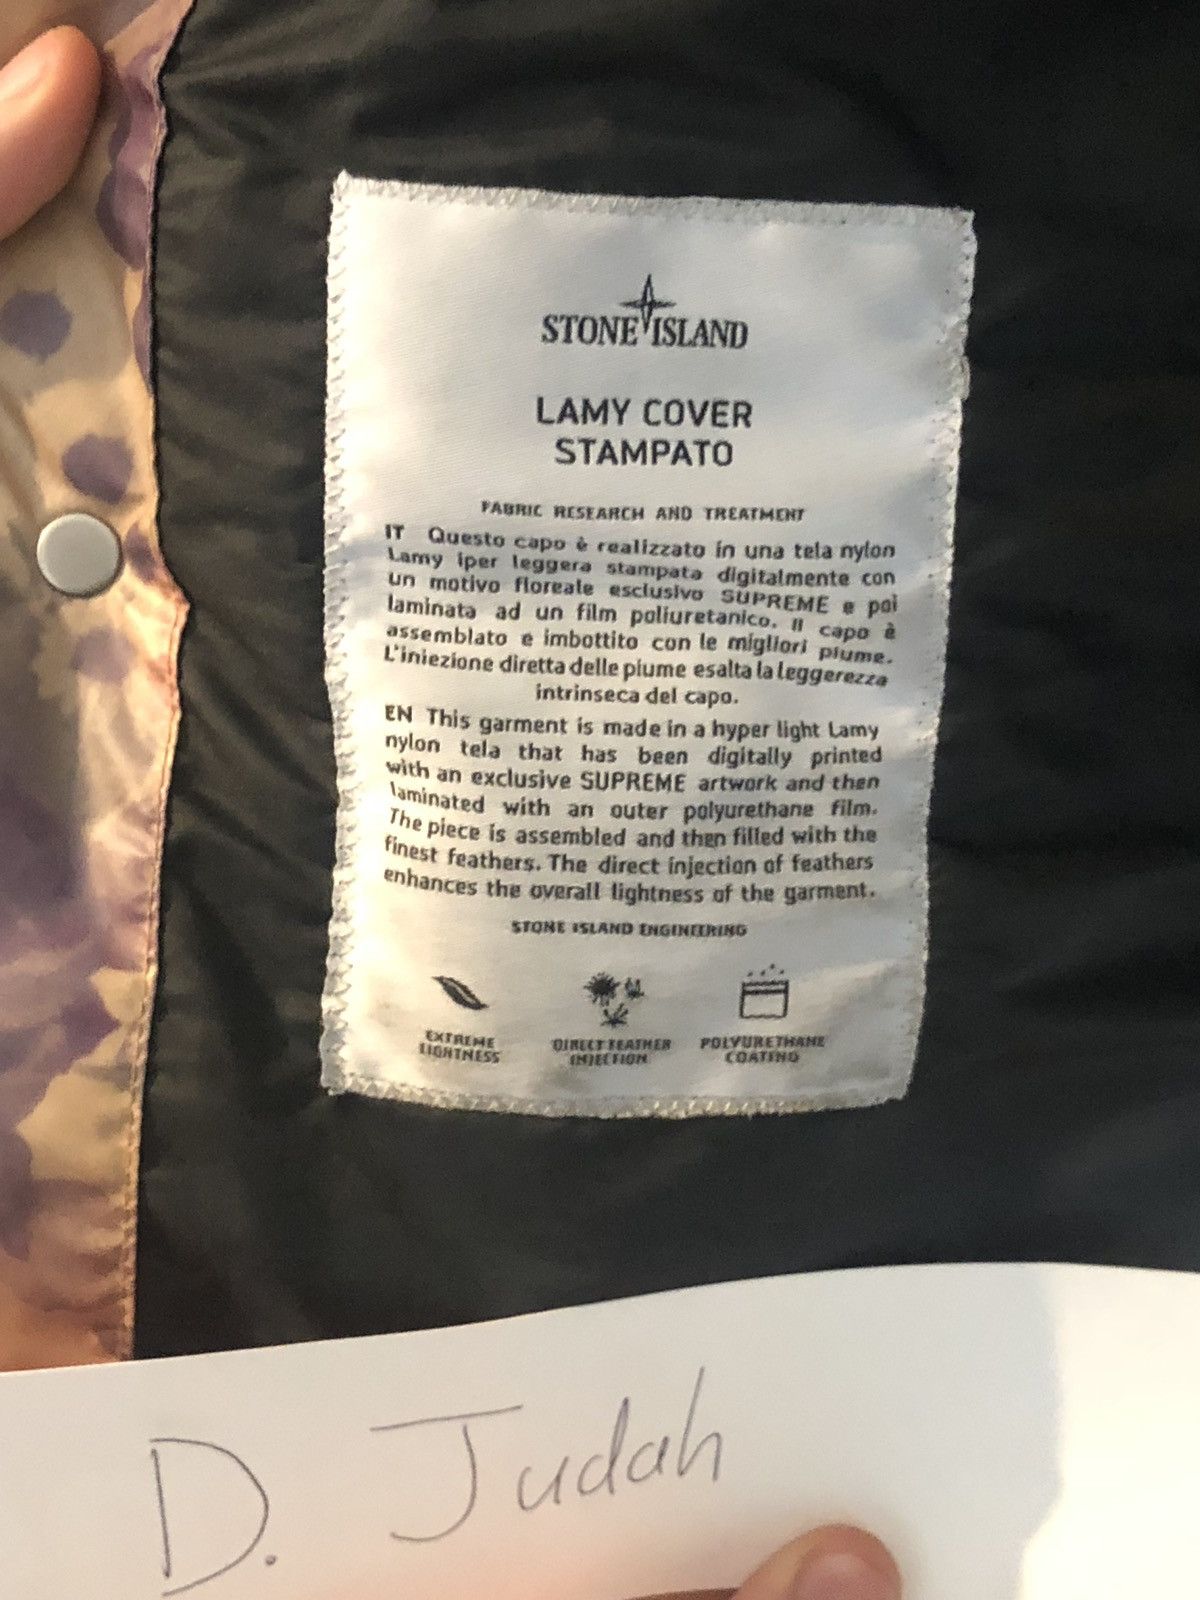 STONE ISLAND
LAMY COVER
STAMPATO
FABRIC RESEARCH AND TREATMENT
IT Questo capo è realizzato in una tela nylon
Lamy iper leggera stampata digitalmente con
un motivo floreale esclusivo SUPREME e poi
laminata ad un film poliuretanico. Il capo è
assemblato e imbottito con le migliori piume.
L'iniezione diretta delle piume esalta la leggerezza
intrinseca del capo.
EN This garment is made in a hyper light Lamy
nylon tela that has been digitally printed
with an exclusive SUPREME artwork and then
laminated with an outer polyurethane film.
The piece is assembled and then filled with the
finest feathers. The direct injection of feathers
enhances the overall lightness of the garment.
STONE ISLAND ENGINEERING
EXTREME
LIGHTNESS
DIRECT FEATHER
INJECTION
POLYURETHANE
COATING
D. Judah